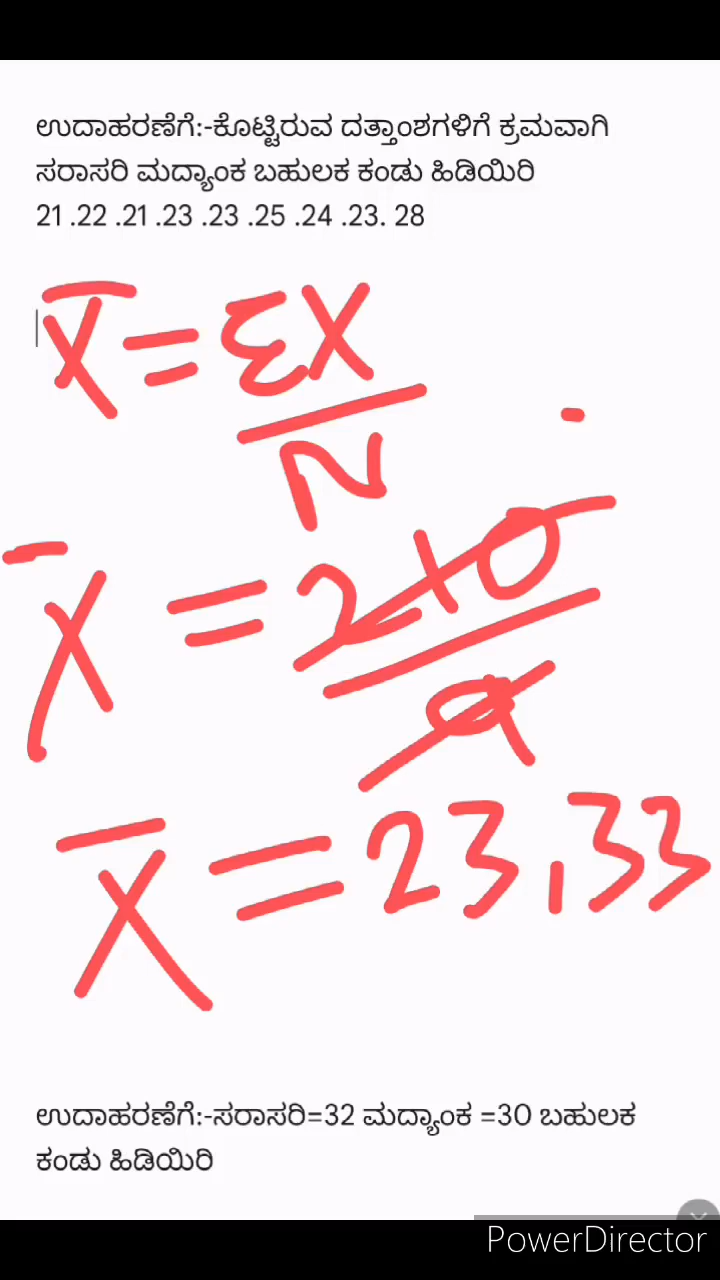 ಉದಾಹರಣೆಗೆ:-ಕೊಟ್ಟಿರುವ ದತ್ತಾಂಶಗಳಿಗೆ ಕ್ರಮವಾಗಿ
ಸರಾಸರಿ ಮದ್ಯಾಂಕ ಬಹುಲಕ ಕಂಡು ಹಿಡಿಯಿರಿ
21 .22 .21 .23 .23 .25 .24 .23. 28
X̅ = ΣX
N
X̅ = 210
9
X̅ = 23.33
ಉದಾಹರಣೆಗೆ:-ಸರಾಸರಿ=32 ಮದ್ಯಾಂಕ =30 ಬಹುಲಕ
ಕಂಡು ಹಿಡಿಯಿರಿ
PowerDirector